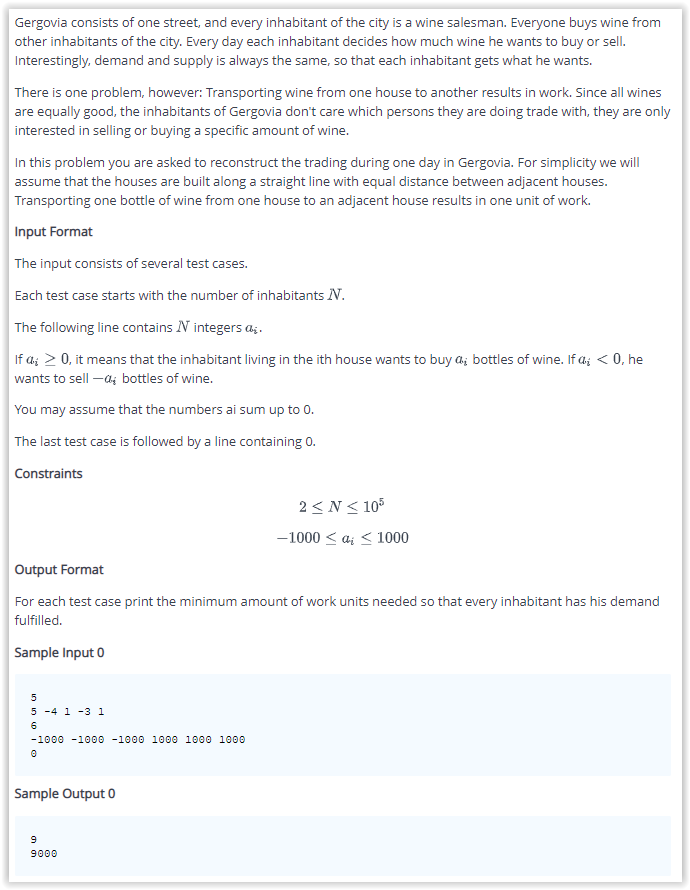 Gergovia consists of one street, and every inhabitant of the city is a wine salesman. Everyone buys wine from
other inhabitants of the city. Every day each inhabitant decides how much wine he wants to buy or sell.
Interestingly, demand and supply is always the same, so that each inhabitant gets what he wants.
There is one problem, however: Transporting wine from one house to another results in work. Since all wines
are equally good, the inhabitants of Gergovia don't care which persons they are doing trade with, they are only
interested in selling or buying a specific amount of wine.
In this problem you are asked to reconstruct the trading during one day in Gergovia. For simplicity we will
assume that the houses are built along a straight line with equal distance between adjacent houses.
Transporting one bottle of wine from one house to an adjacent house results in one unit of work.
Input Format
The input consists of several test cases.
Each test case starts with the number of inhabitants N.
The following line contains N integers a_i.
If a_i ≥ 0, it means that the inhabitant living in the ith house wants to buy a_i bottles of wine. If a_i < 0, he
wants to sell −a_i bottles of wine.
You may assume that the numbers ai sum up to 0.
The last test case is followed by a line containing 0.
Constraints
2 ≤ N ≤ 10^5
−1000 ≤ a_i ≤ 1000
Output Format
For each test case print the minimum amount of work units needed so that every inhabitant has his demand
fulfilled.
Sample Input 0
5
5 -4 1 -3 1
6
-1000 -1000 -1000 1000 1000 1000
0
Sample Output 0
9
9000